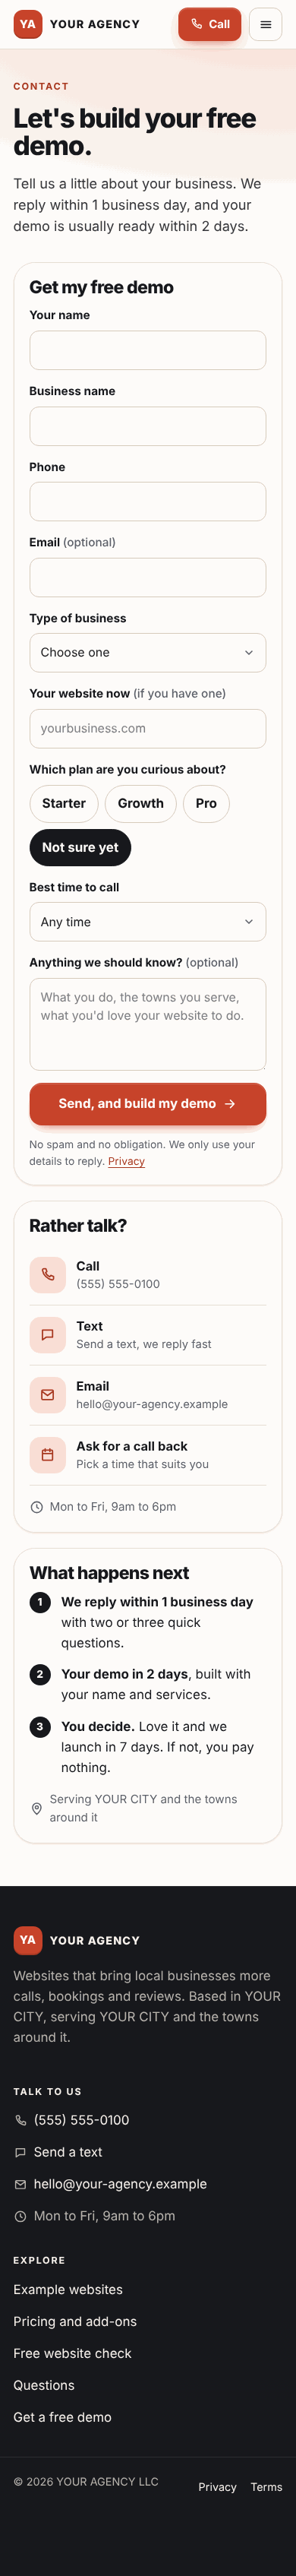 YA YOUR AGENCY
Call
CONTACT
Let's build your free
demo.
Tell us a little about your business. We
reply within 1 business day, and your
demo is usually ready within 2 days.
Get my free demo
Your name
Business name
Phone
Email (optional)
Type of business
Choose one
Your website now (if you have one)
yourbusiness.com
Which plan are you curious about?
Starter
Growth
Pro
Not sure yet
Best time to call
Any time
Anything we should know? (optional)
What you do, the towns you serve,
what you'd love your website to do.
Send, and build my demo →
No spam and no obligation. We only use your
details to reply. Privacy
Rather talk?
Call
(555) 555-0100
Text
Send a text, we reply fast
Email
hello@your-agency.example
Ask for a call back
Pick a time that suits you
Mon to Fri, 9am to 6pm
What happens next
1 We reply within 1 business day
with two or three quick
questions.
2 Your demo in 2 days, built with
your name and services.
3 You decide. Love it and we
launch in 7 days. If not, you pay
nothing.
Serving YOUR CITY and the towns
around it
YA YOUR AGENCY
Websites that bring local businesses more
calls, bookings and reviews. Based in YOUR
CITY, serving YOUR CITY and the towns
around it.
TALK TO US
(555) 555-0100
Send a text
hello@your-agency.example
Mon to Fri, 9am to 6pm
EXPLORE
Example websites
Pricing and add-ons
Free website check
Questions
Get a free demo
© 2026 YOUR AGENCY LLC
Privacy Terms